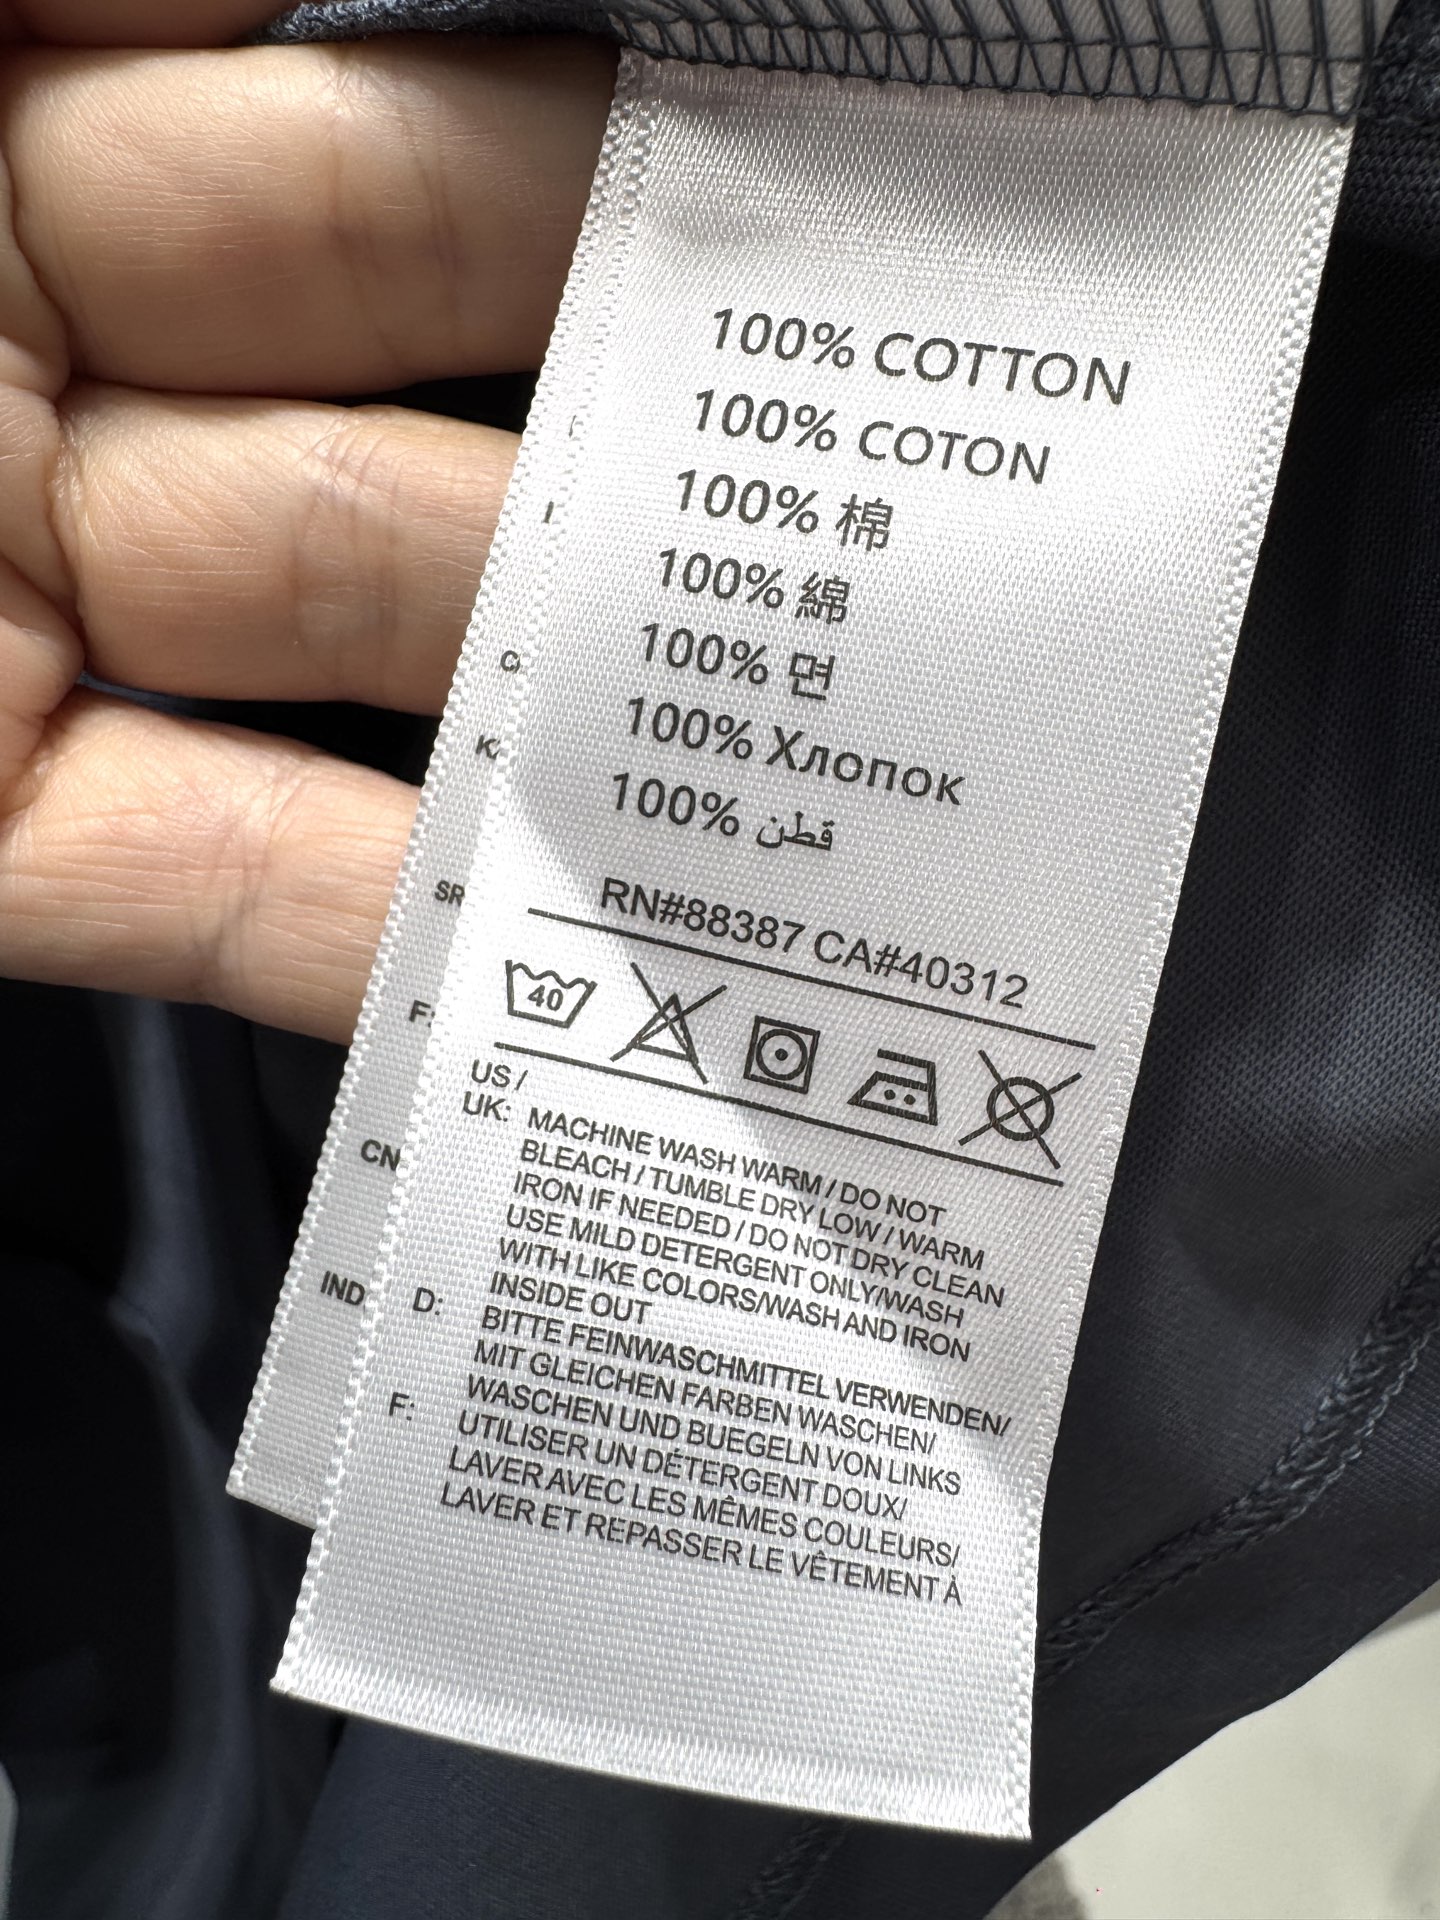 100% COTTON
100% COTON
100% 棉
100% 綿
100% 면
100% Хлопок
100% قطن
RN#88387 CA#40312
40
US /
UK: MACHINE WASH WARM / DO NOT
BLEACH / TUMBLE DRY LOW / WARM
IRON IF NEEDED / DO NOT DRY CLEAN
USE MILD DETERGENT ONLY/WASH
WITH LIKE COLORS/WASH AND IRON
INSIDE OUT
D: BITTE FEINWASCHMITTEL VERWENDEN/
MIT GLEICHEN FARBEN WASCHEN/
WASCHEN UND BUEGELN VON LINKS
F: UTILISER UN DÉTERGENT DOUX/
LAVER AVEC LES MÊMES COULEURS/
LAVER ET REPASSER LE VÊTEMENT À
SR
F:
CN
IND